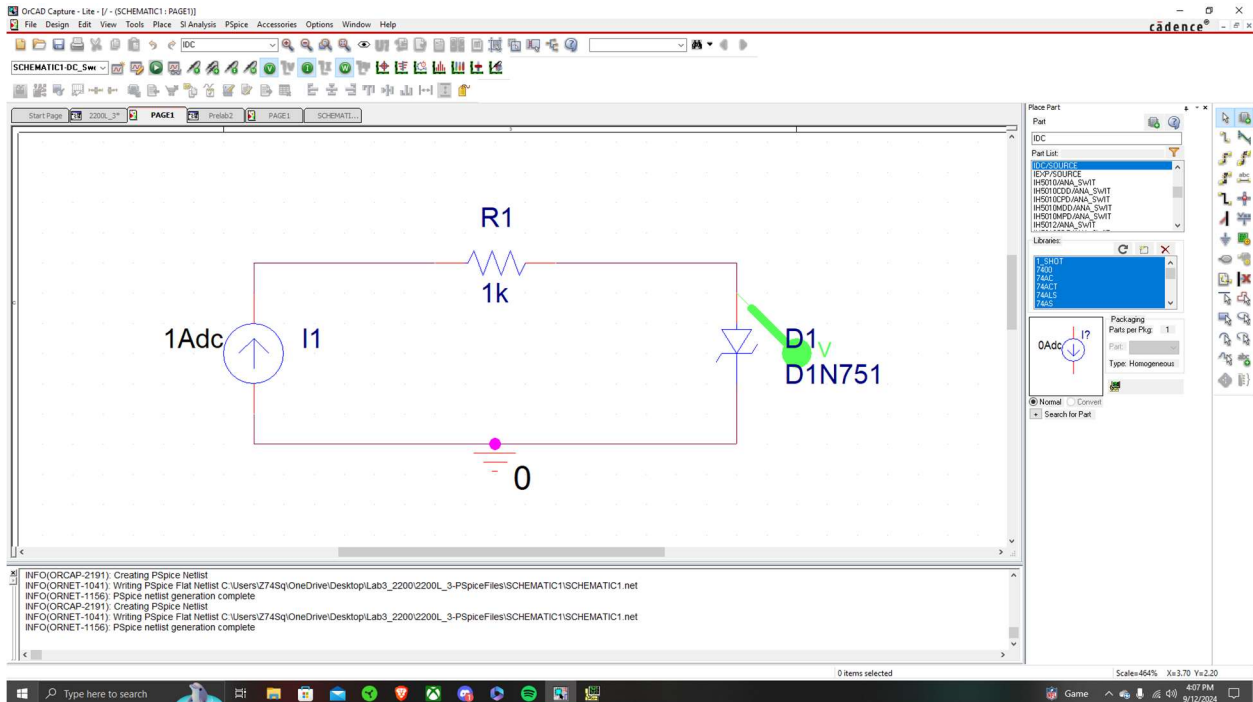 OrCAD Capture - Lite - [/ - (SCHEMATIC1 : PAGE1)]
File Design Edit View Tools Place SI Analysis PSpice Accessories Options Window Help
cādence®
IDC
SCHEMATIC1-DC_Swe
Start Page 2200L_3* PAGE1 Prelab2 PAGE1 SCHEMATI...
R1
1k
1Adc
I1
D1
V
D1N751
0
Place Part
Part
IDC
Part List:
IDC/SOURCE
IEXP/SOURCE
IH5010/ANA_SWIT
IH5010CDD/ANA_SWIT
IH5010CPD/ANA_SWIT
IH5010MDD/ANA_SWIT
IH5010MPD/ANA_SWIT
IH5012/ANA_SWIT
Libraries:
1_SHOT
7400
74AC
74ACT
74ALS
74AS
0Adc
I?
Packaging
Parts per Pkg: 1
Part:
Type: Homogeneous
Normal Convert
+ Search for Part
INFO(ORCAP-2191): Creating PSpice Netlist
INFO(ORNET-1041): Writing PSpice Flat Netlist C:\Users\Z74Sq\OneDrive\Desktop\Lab3_2200\2200L_3-PSpiceFiles\SCHEMATIC1\SCHEMATIC1.net
INFO(ORNET-1156): PSpice netlist generation complete
INFO(ORCAP-2191): Creating PSpice Netlist
INFO(ORNET-1041): Writing PSpice Flat Netlist C:\Users\Z74Sq\OneDrive\Desktop\Lab3_2200\2200L_3-PSpiceFiles\SCHEMATIC1\SCHEMATIC1.net
INFO(ORNET-1156): PSpice netlist generation complete
0 items selected
Scale=464% X=3.70 Y=2.20
Type here to search
Game
4:07 PM
9/12/2024